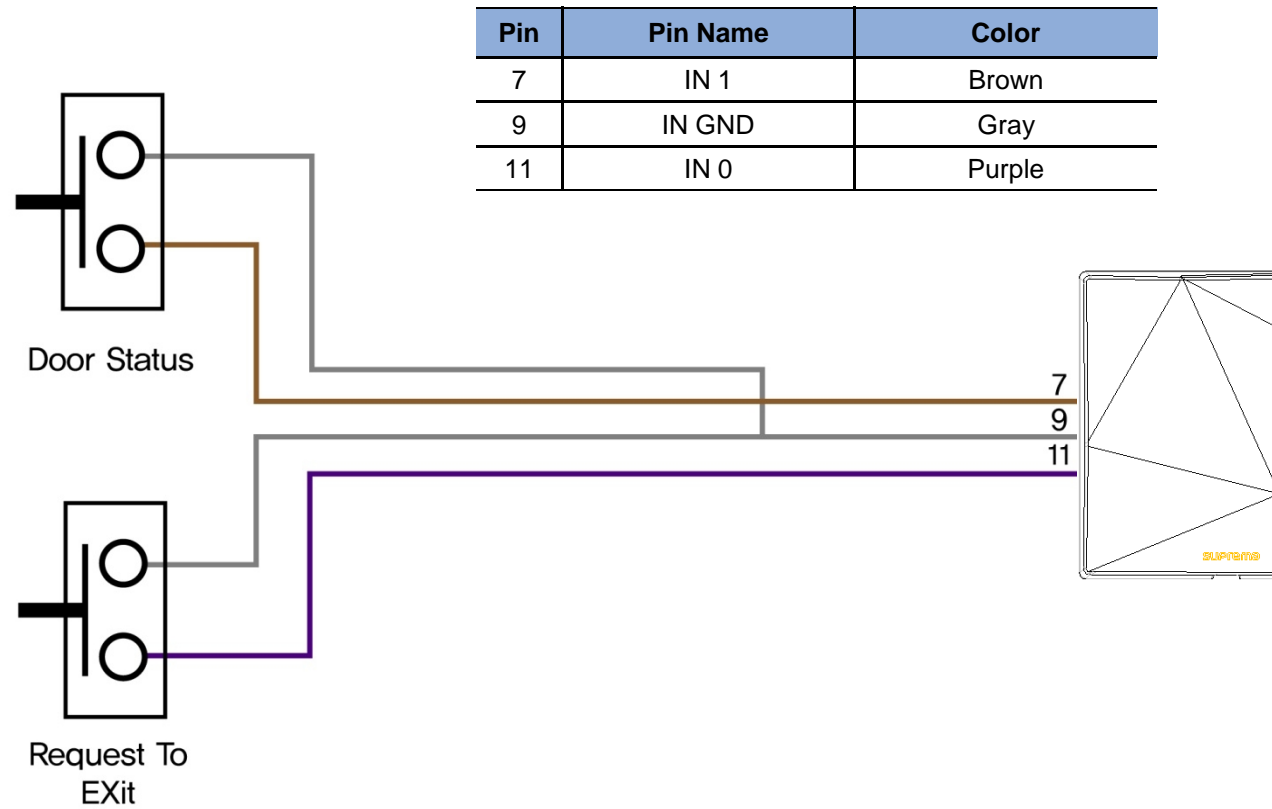 Pin Pin Name Color
7 IN 1 Brown
9 IN GND Gray
11 IN 0 Purple
Door Status
7
9
11
suprema
Request To
EXit